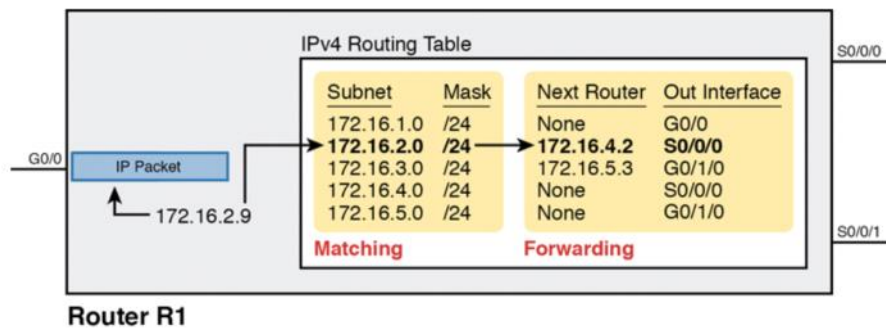 IPv4 Routing Table
S0/0/0
Subnet Mask Next Router Out Interface
172.16.1.0 /24 None G0/0
172.16.2.0 /24 172.16.4.2 S0/0/0
G0/0 IP Packet 172.16.3.0 /24 172.16.5.3 G0/1/0
172.16.4.0 /24 None S0/0/0
172.16.2.9 172.16.5.0 /24 None G0/1/0
S0/0/1
Matching Forwarding
Router R1